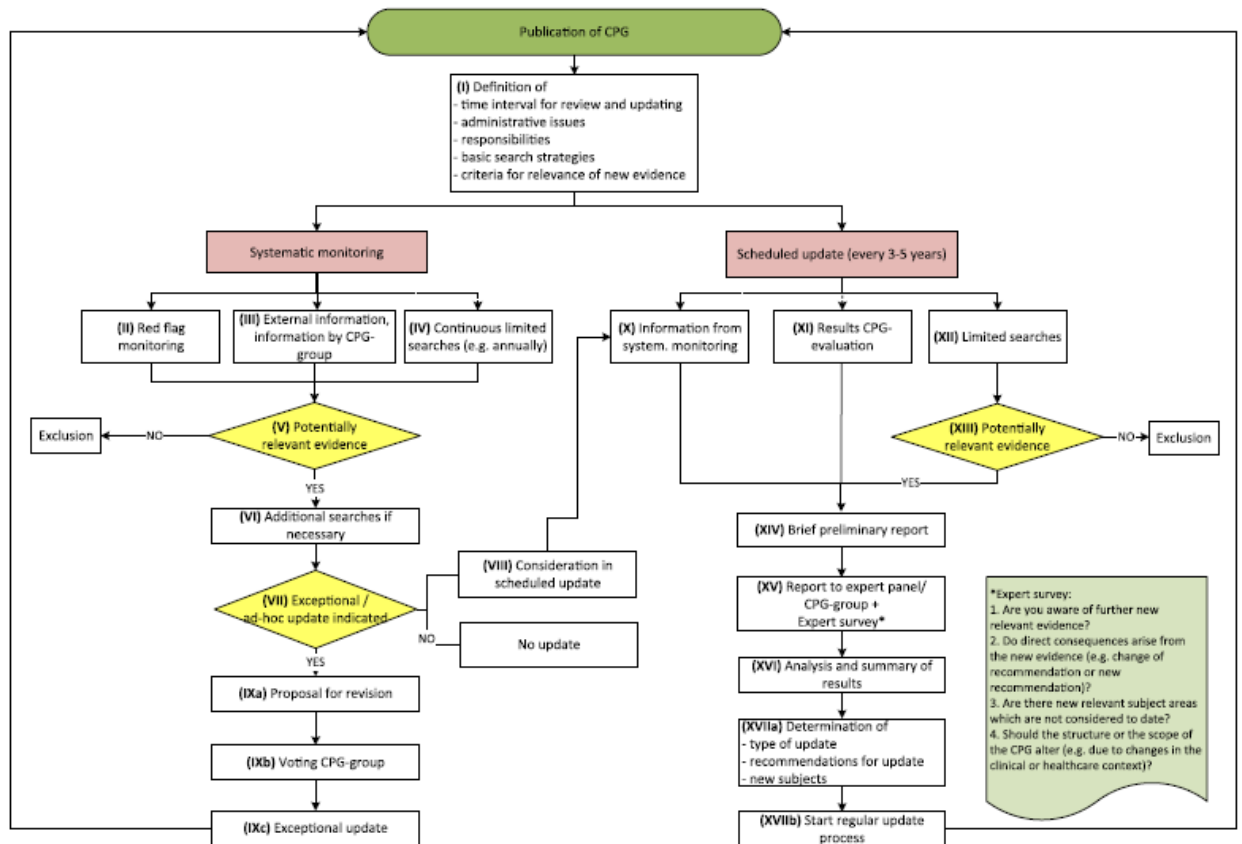 Publication of CPG
(I) Definition of
- time interval for review and updating
- administrative issues
- responsibilities
- basic search strategies
- criteria for relevance of new evidence
Systematic monitoring
Scheduled update (every 3-5 years)
(II) Red flag
monitoring
(III) External information,
information by CPG-
group
(IV) Continuous limited
searches (e.g. annually)
(X) Information from
system. monitoring
(XI) Results CPG-
evaluation
(XII) Limited searches
Exclusion
NO
(V) Potentially
relevant evidence
(XIII) Potentially
relevant evidence
NO
Exclusion
YES
YES
(VI) Additional searches if
necessary
(XIV) Brief preliminary report
(VIII) Consideration in
scheduled update
(VII) Exceptional /
ad-hoc update indicated
NO
No update
(XV) Report to expert panel/
CPG-group +
Expert survey*
YES
(XVI) Analysis and summary of
results
(IXa) Proposal for revision
(XVIIa) Determination of
- type of update
- recommendations for update
- new subjects
(IXb) Voting CPG-group
(IXc) Exceptional update
(XVIIb) Start regular update
process
*Expert survey:
1. Are you aware of further new
relevant evidence?
2. Do direct consequences arise from
the new evidence (e.g. change of
recommendation or new
recommendation)?
3. Are there new relevant subject areas
which are not considered to date?
4. Should the structure or the scope of
the CPG alter (e.g. due to changes in the
clinical or healthcare context)?